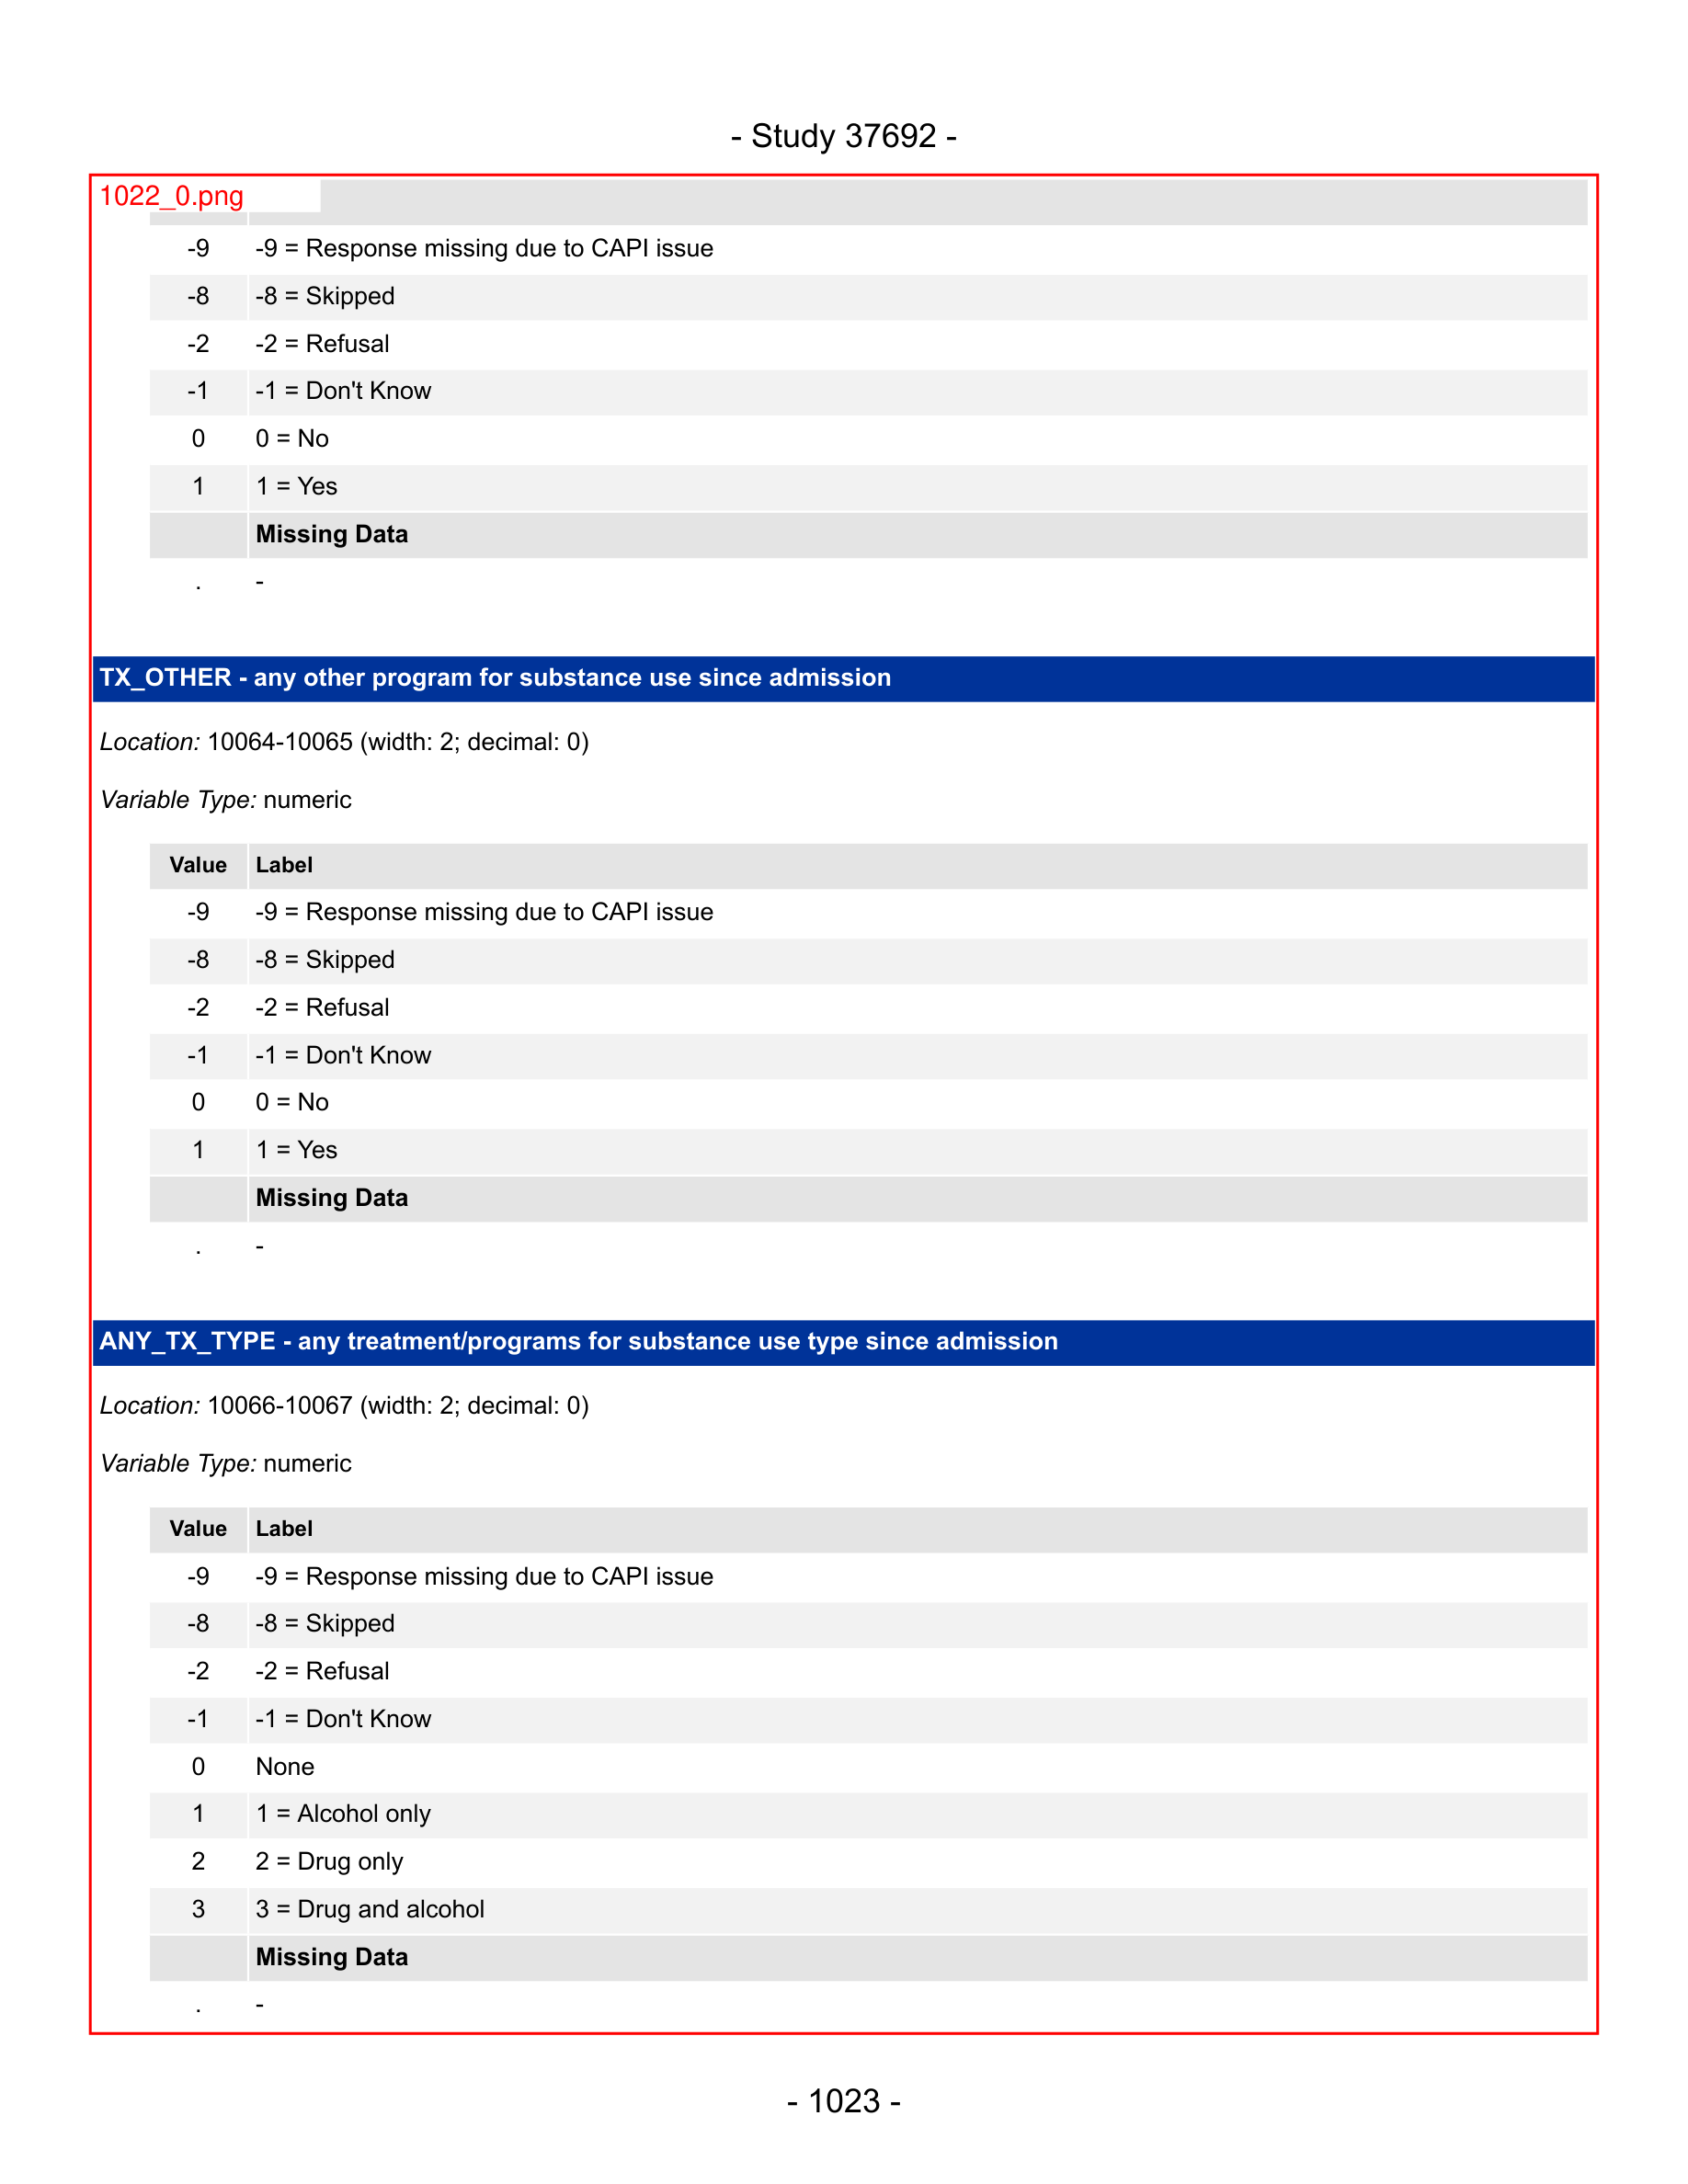 - Study 37692 -
1022_0.png
-9 -9 = Response missing due to CAPI issue
-8 -8 = Skipped
-2 -2 = Refusal
-1 -1 = Don't Know
0 0 = No
1 1 = Yes
Missing Data
. -
TX_OTHER - any other program for substance use since admission
Location: 10064-10065 (width: 2; decimal: 0)
Variable Type: numeric
Value Label
-9 -9 = Response missing due to CAPI issue
-8 -8 = Skipped
-2 -2 = Refusal
-1 -1 = Don't Know
0 0 = No
1 1 = Yes
Missing Data
. -
ANY_TX_TYPE - any treatment/programs for substance use type since admission
Location: 10066-10067 (width: 2; decimal: 0)
Variable Type: numeric
Value Label
-9 -9 = Response missing due to CAPI issue
-8 -8 = Skipped
-2 -2 = Refusal
-1 -1 = Don't Know
0 None
1 1 = Alcohol only
2 2 = Drug only
3 3 = Drug and alcohol
Missing Data
. -
- 1023 -